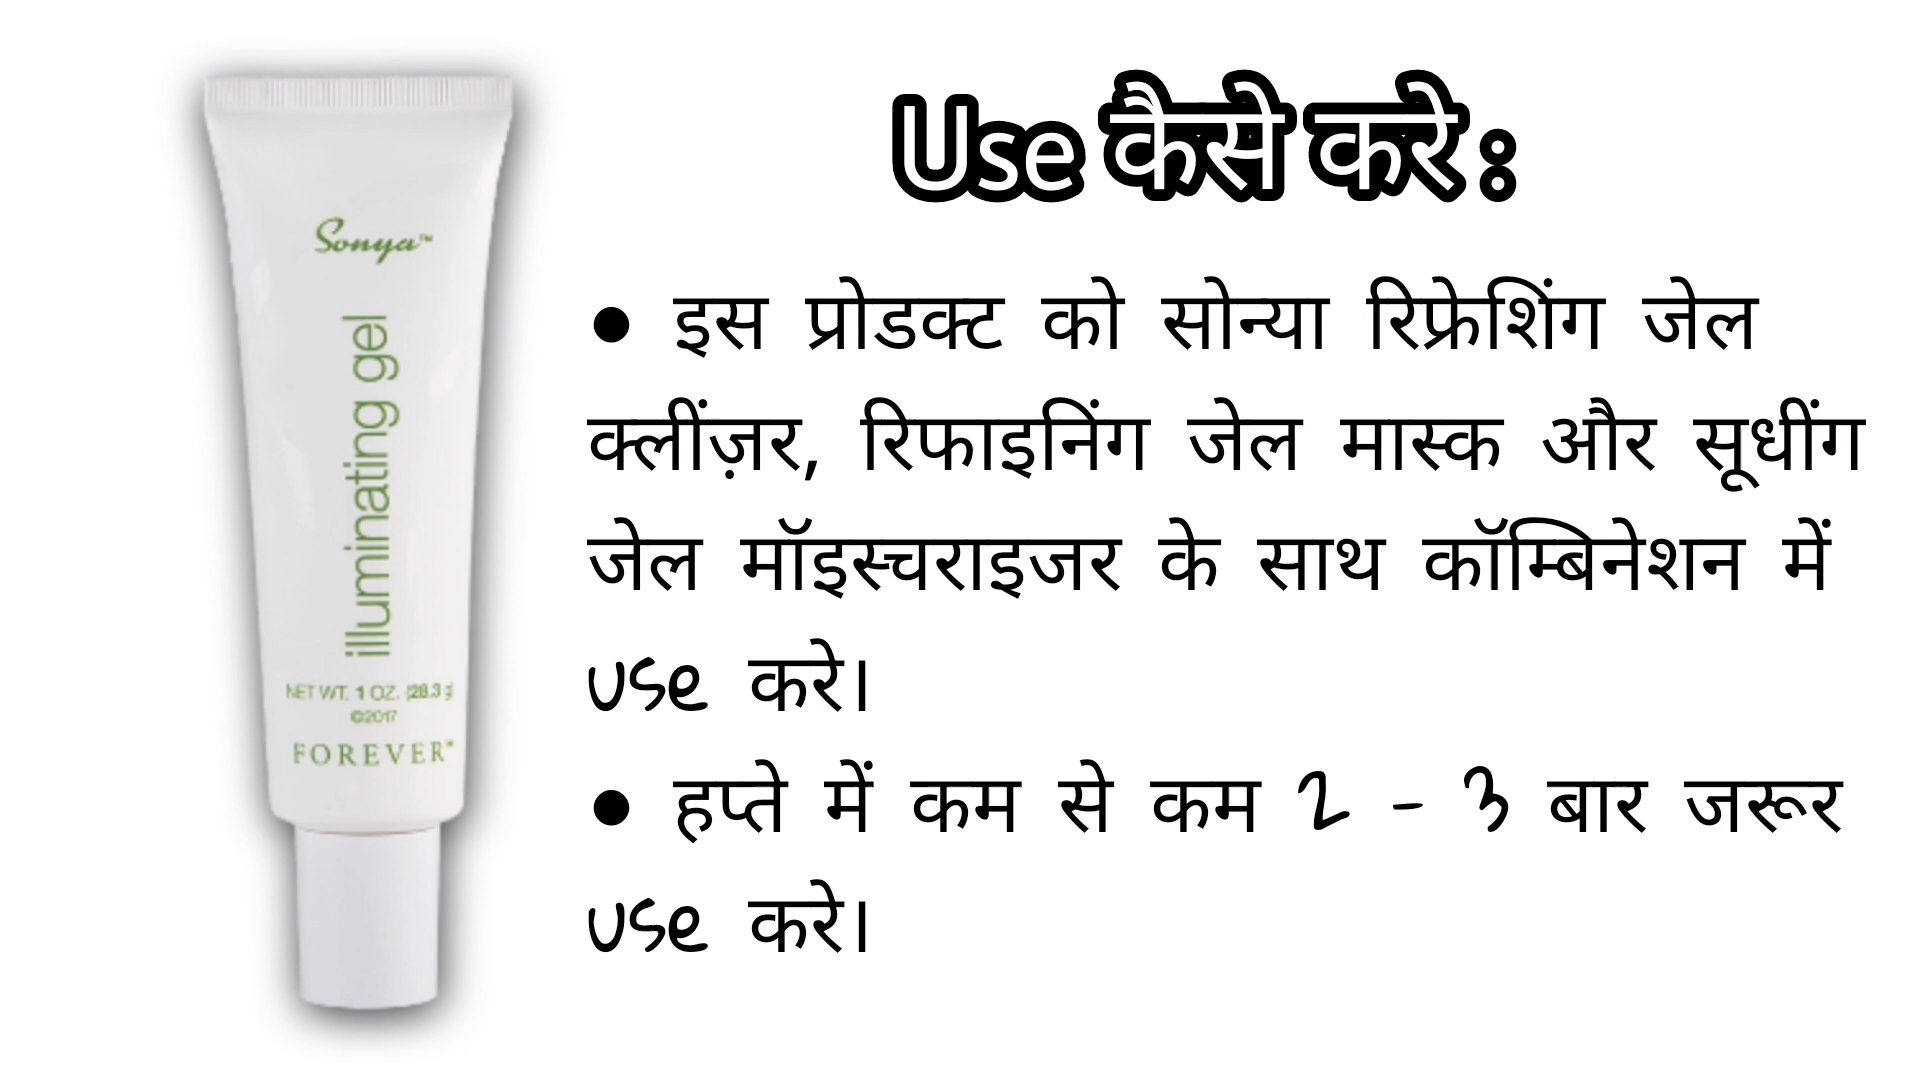 Sonya™
illuminating gel
NET WT. 1 OZ. (28.3 g)
©2017
FOREVER™
Use कैसे करे :
● इस प्रोडक्ट को सोन्या रिफ्रेशिंग जेल
क्लींज़र, रिफाइनिंग जेल मास्क और सूधींग
जेल मॉइस्चराइजर के साथ कॉम्बिनेशन में
use करे।
● हप्ते में कम से कम 2 - 3 बार जरूर
use करे।